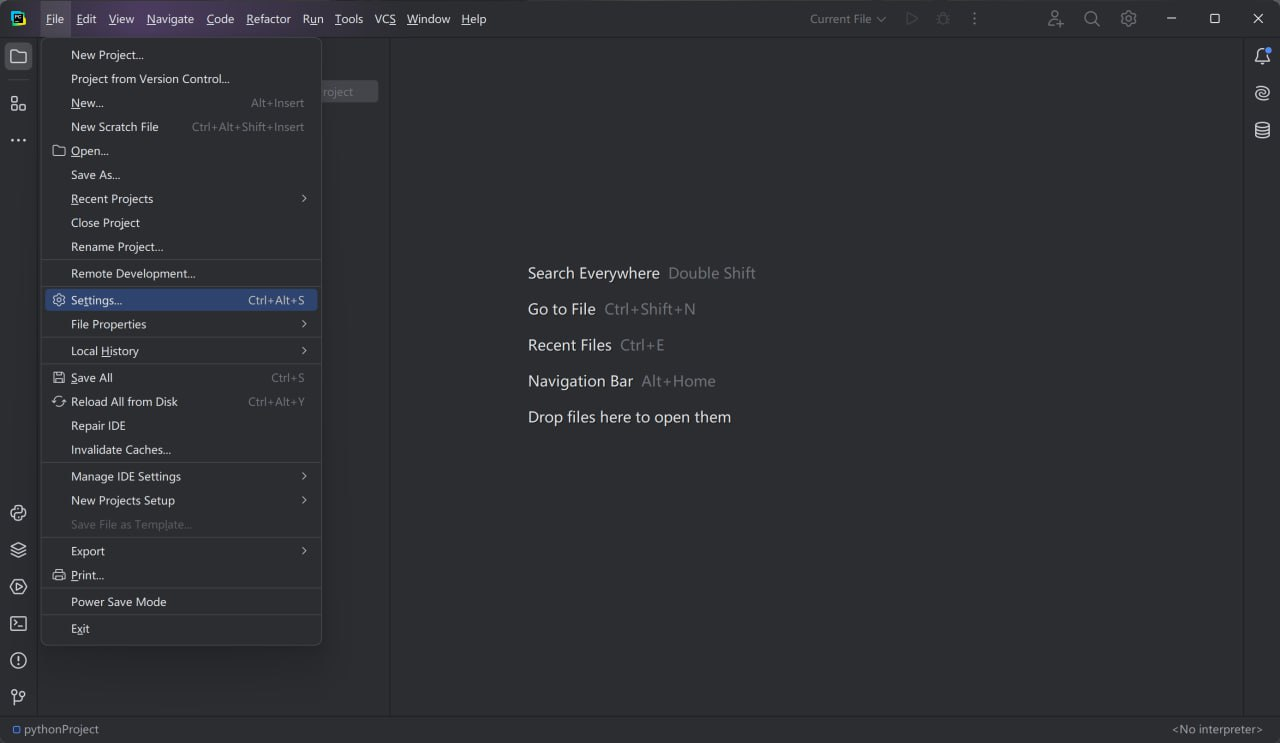 File Edit View Navigate Code Refactor Run Tools VCS Window Help Current File
New Project...
Project from Version Control...
roject
New... Alt+Insert
New Scratch File Ctrl+Alt+Shift+Insert
Open...
Save As...
Recent Projects
Close Project
Rename Project...
Remote Development...
Settings... Ctrl+Alt+S
File Properties
Local History
Save All Ctrl+S
Reload All from Disk Ctrl+Alt+Y
Repair IDE
Invalidate Caches...
Manage IDE Settings
New Projects Setup
Save File as Template...
Export
Print...
Power Save Mode
Exit
Search Everywhere Double Shift
Go to File Ctrl+Shift+N
Recent Files Ctrl+E
Navigation Bar Alt+Home
Drop files here to open them
pythonProject <No interpreter>